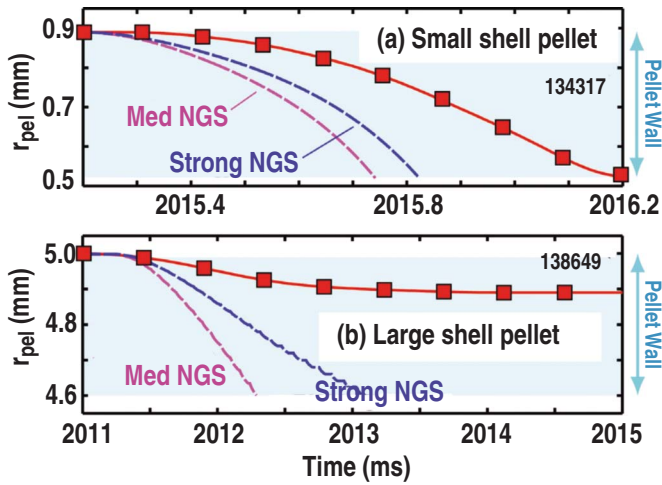 0.9
0.7
0.5
r_pel (mm)
(a) Small shell pellet
134317
Med NGS
Strong NGS
Pellet Wall
2015.4
2015.8
2016.2
5.0
4.8
4.6
r_pel (mm)
138649
(b) Large shell pellet
Med NGS
Strong NGS
Pellet Wall
2011
2012
2013
2014
2015
Time (ms)